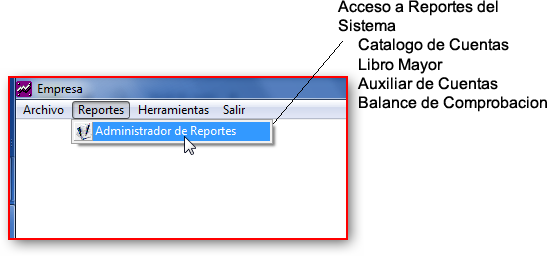 Acceso a Reportes del
Sistema
Catalogo de Cuentas
Libro Mayor
Auxiliar de Cuentas
Balance de Comprobacion
Empresa
Archivo Reportes Herramientas Salir
Administrador de Reportes